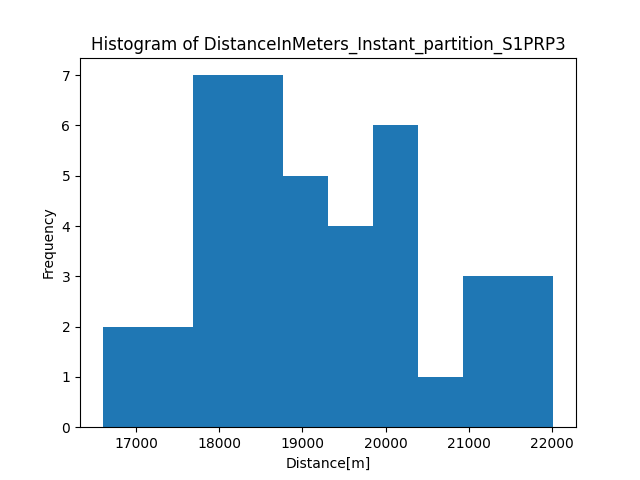 Histogram of DistanceInMeters_Instant_partition_S1PRP3
7
6
5
4
3
2
1
0
Frequency
17000 18000 19000 20000 21000 22000
Distance[m]